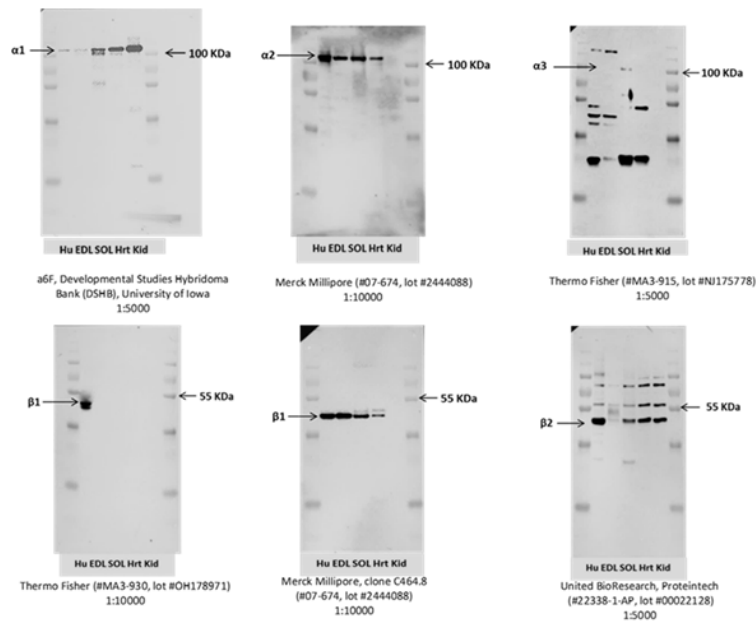 α1
100 KDa
Hu EDL SOL Hrt Kid
a6F, Developmental Studies Hybridoma
Bank (DSHB), University of Iowa
1:5000
α2
100 KDa
Hu EDL SOL Hrt Kid
Merck Millipore (#07-674, lot #2444088)
1:10000
α3
100 KDa
Hu EDL SOL Hrt Kid
Thermo Fisher (#MA3-915, lot #NJ175778)
1:5000
β1
55 KDa
Hu EDL SOL Hrt Kid
Thermo Fisher (#MA3-930, lot #OH178971)
1:10000
β1
55 KDa
Hu EDL SOL Hrt Kid
Merck Millipore, clone C464.8
(#07-674, lot #2444088)
1:10000
β2
55 KDa
Hu EDL SOL Hrt Kid
United BioResearch, Proteintech
(#22338-1-AP, lot #00022128)
1:5000